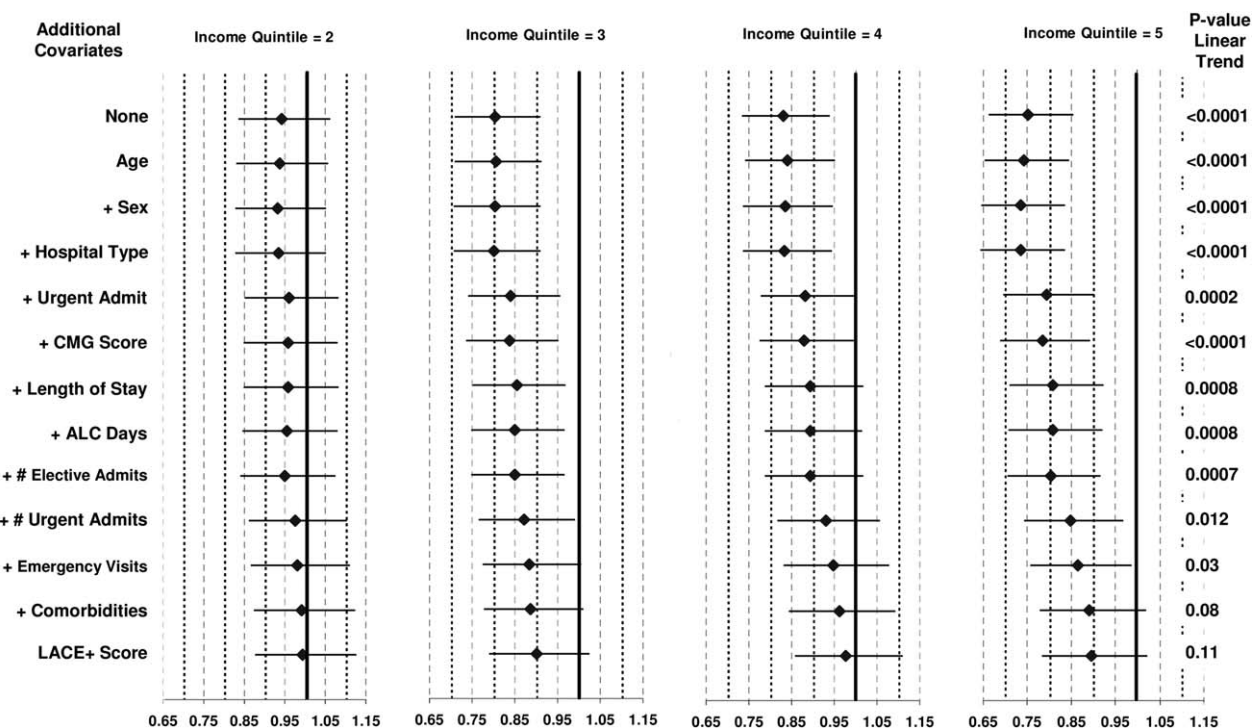 Additional
Covariates
Income Quintile = 2
Income Quintile = 3
Income Quintile = 4
Income Quintile = 5
P-value
Linear
Trend
None <0.0001
Age <0.0001
+ Sex <0.0001
+ Hospital Type <0.0001
+ Urgent Admit 0.0002
+ CMG Score <0.0001
+ Length of Stay 0.0008
+ ALC Days 0.0008
+ # Elective Admits 0.0007
+ # Urgent Admits 0.012
+ Emergency Visits 0.03
+ Comorbidities 0.08
LACE+ Score 0.11
0.65 0.75 0.85 0.95 1.05 1.15 0.65 0.75 0.85 0.95 1.05 1.15 0.65 0.75 0.85 0.95 1.05 1.15 0.65 0.75 0.85 0.95 1.05 1.15